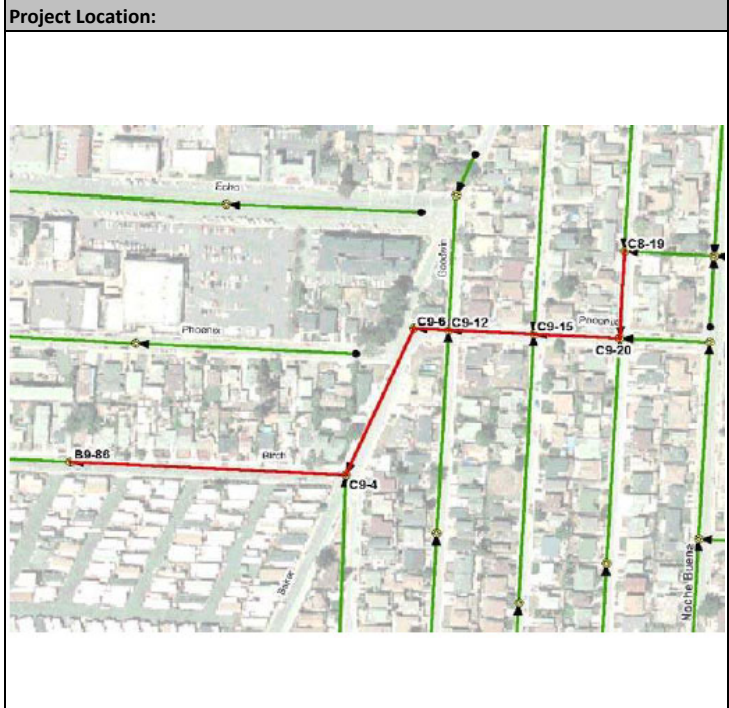 Project Location:
Echo
Goodwin
C8-19
Phoenix
C9-6
C9-12
C9-15
Phoenix
C9-20
B9-86
Birch
C9-4
Noche Buena